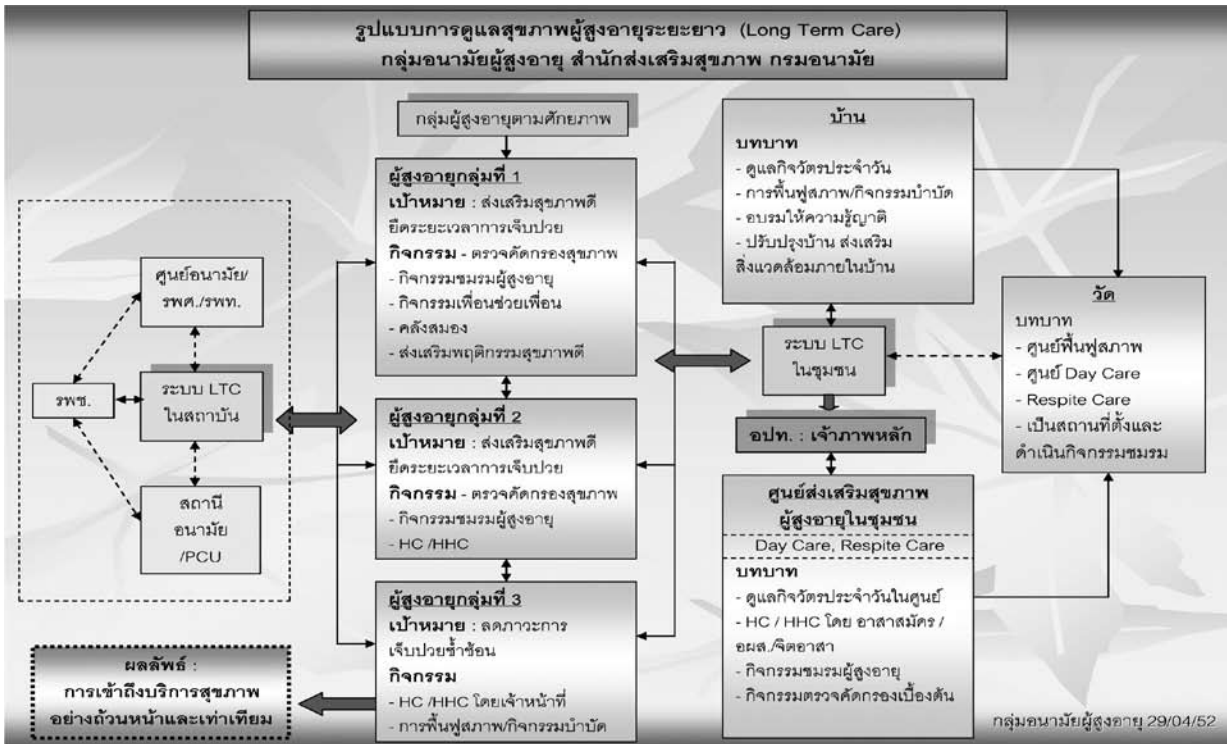 รูปแบบการดูแลสุขภาพผู้สูงอายุระยะยาว (Long Term Care)
กลุ่มอนามัยผู้สูงอายุ สำนักส่งเสริมสุขภาพ กรมอนามัย
กลุ่มผู้สูงอายุตามศักยภาพ
ผู้สูงอายุกลุ่มที่ 1
เป้าหมาย : ส่งเสริมสุขภาพดี
ยืดระยะเวลาการเจ็บป่วย
กิจกรรม - ตรวจคัดกรองสุขภาพ
- กิจกรรมชมรมผู้สูงอายุ
- กิจกรรมเพื่อนช่วยเพื่อน
- คลังสมอง
- ส่งเสริมพฤติกรรมสุขภาพดี
ผู้สูงอายุกลุ่มที่ 2
เป้าหมาย : ส่งเสริมสุขภาพดี
ยืดระยะเวลาการเจ็บป่วย
กิจกรรม - ตรวจคัดกรองสุขภาพ
- กิจกรรมชมรมผู้สูงอายุ
- HC /HHC
ผู้สูงอายุกลุ่มที่ 3
เป้าหมาย : ลดภาวะการ
เจ็บป่วยซ้ำซ้อน
กิจกรรม
- HC /HHC โดยเจ้าหน้าที่
- การฟื้นฟูสภาพ/กิจกรรมบำบัด
ศูนย์อนามัย/
รพศ./รพท.
รพช.
ระบบ LTC
ในสถาบัน
สถานี
อนามัย
/PCU
ผลลัพธ์ :
การเข้าถึงบริการสุขภาพ
อย่างถ้วนหน้าและเท่าเทียม
บ้าน
บทบาท
- ดูแลกิจวัตรประจำวัน
- การฟื้นฟูสภาพ/กิจกรรมบำบัด
- อบรมให้ความรู้ญาติ
- ปรับปรุงบ้าน ส่งเสริม
สิ่งแวดล้อมภายในบ้าน
ระบบ LTC
ในชุมชน
อปท. : เจ้าภาพหลัก
ศูนย์ส่งเสริมสุขภาพ
ผู้สูงอายุในชุมชน
Day Care, Respite Care
บทบาท
- ดูแลกิจวัตรประจำวันในศูนย์
- HC / HHC โดย อาสาสมัคร /
อผส./จิตอาสา
- กิจกรรมชมรมผู้สูงอายุ
- กิจกรรมตรวจคัดกรองเบื้องต้น
วัด
บทบาท
- ศูนย์ฟื้นฟูสภาพ
- ศูนย์ Day Care
- Respite Care
- เป็นสถานที่ตั้งและ
ดำเนินกิจกรรมชมรม
กลุ่มอนามัยผู้สูงอายุ 29/04/52